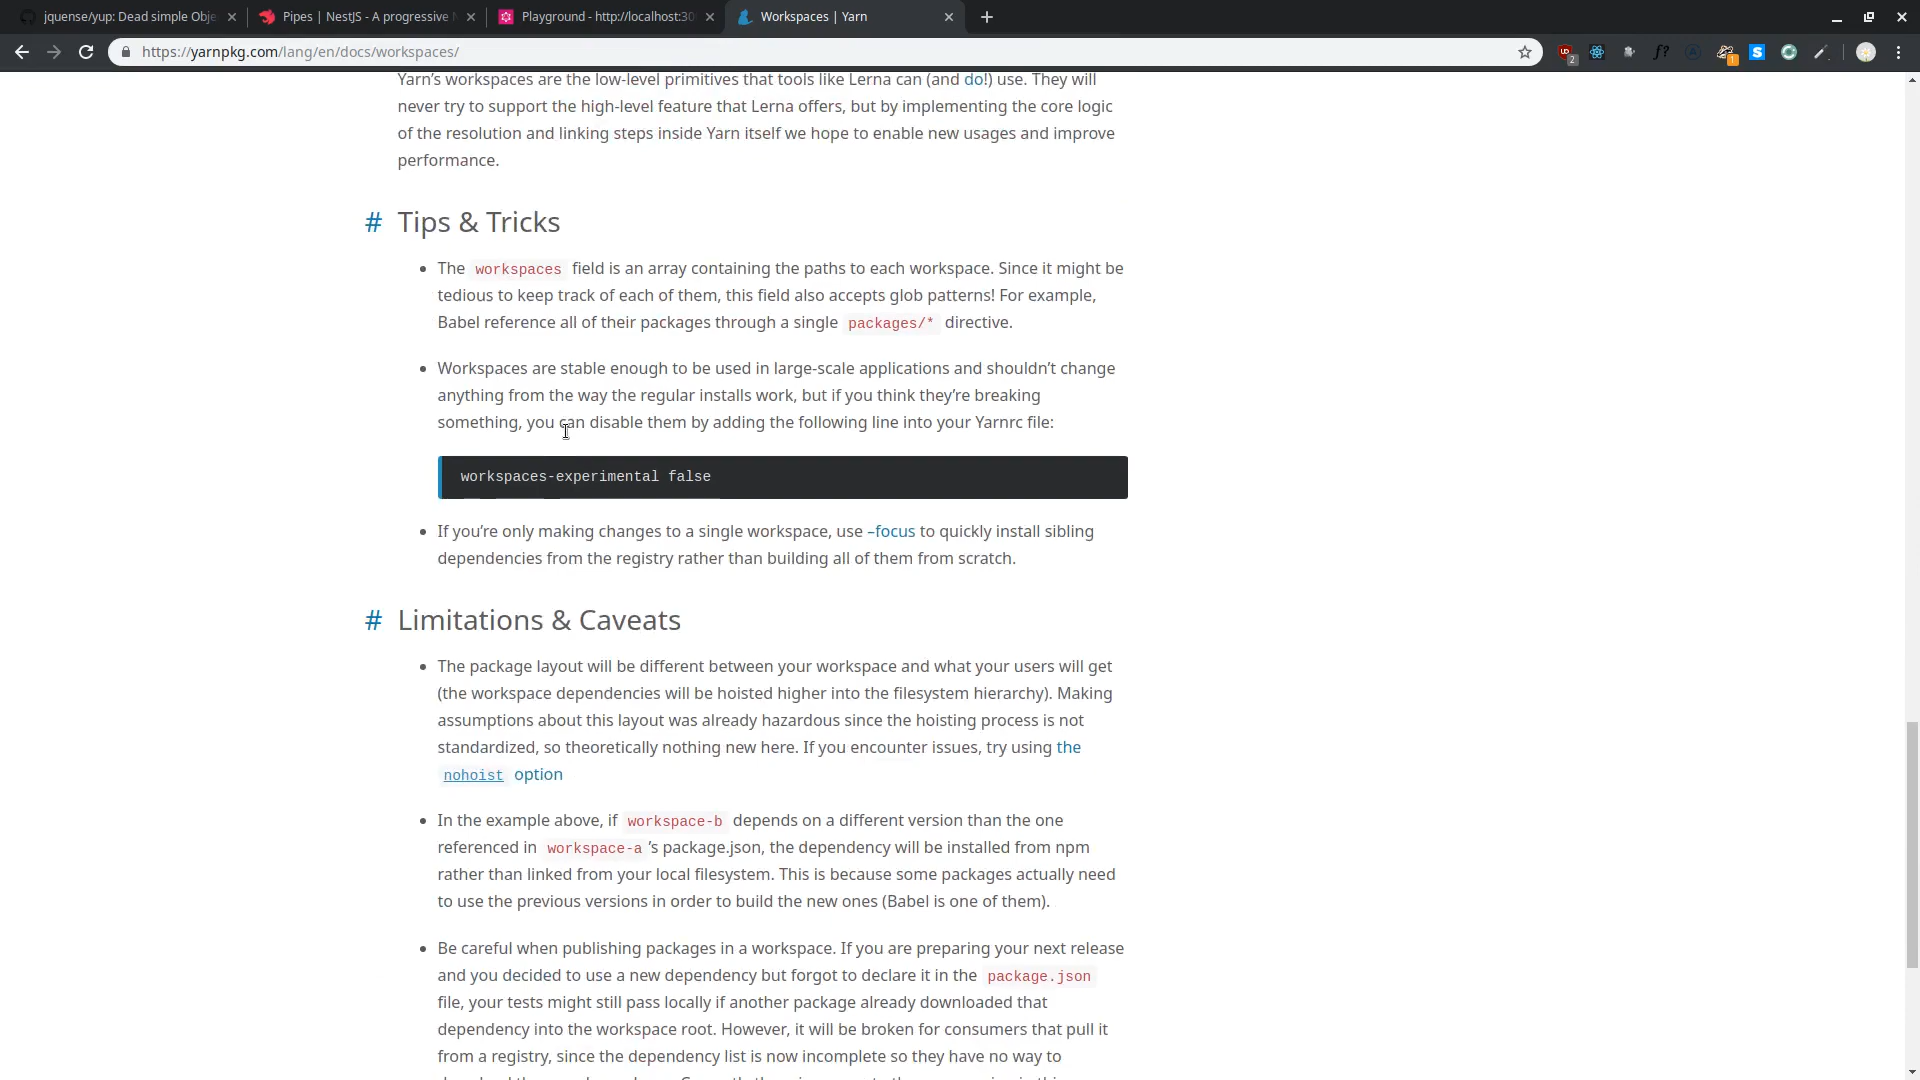 jquense/yup: Dead simple Obje
Pipes | NestJS - A progressive N
Playground - http://localhost:30
Workspaces | Yarn
https://yarnpkg.com/lang/en/docs/workspaces/
Yarn’s workspaces are the low-level primitives that tools like Lerna can (and do!) use. They will
never try to support the high-level feature that Lerna offers, but by implementing the core logic
of the resolution and linking steps inside Yarn itself we hope to enable new usages and improve
performance.
# Tips & Tricks
• The workspaces field is an array containing the paths to each workspace. Since it might be
tedious to keep track of each of them, this field also accepts glob patterns! For example,
Babel reference all of their packages through a single packages/* directive.
• Workspaces are stable enough to be used in large-scale applications and shouldn’t change
anything from the way the regular installs work, but if you think they’re breaking
something, you can disable them by adding the following line into your Yarnrc file:
workspaces-experimental false
• If you’re only making changes to a single workspace, use –focus to quickly install sibling
dependencies from the registry rather than building all of them from scratch.
# Limitations & Caveats
• The package layout will be different between your workspace and what your users will get
(the workspace dependencies will be hoisted higher into the filesystem hierarchy). Making
assumptions about this layout was already hazardous since the hoisting process is not
standardized, so theoretically nothing new here. If you encounter issues, try using the
nohoist option
• In the example above, if workspace-b depends on a different version than the one
referenced in workspace-a ’s package.json, the dependency will be installed from npm
rather than linked from your local filesystem. This is because some packages actually need
to use the previous versions in order to build the new ones (Babel is one of them).
• Be careful when publishing packages in a workspace. If you are preparing your next release
and you decided to use a new dependency but forgot to declare it in the package.json
file, your tests might still pass locally if another package already downloaded that
dependency into the workspace root. However, it will be broken for consumers that pull it
from a registry, since the dependency list is now incomplete so they have no way to